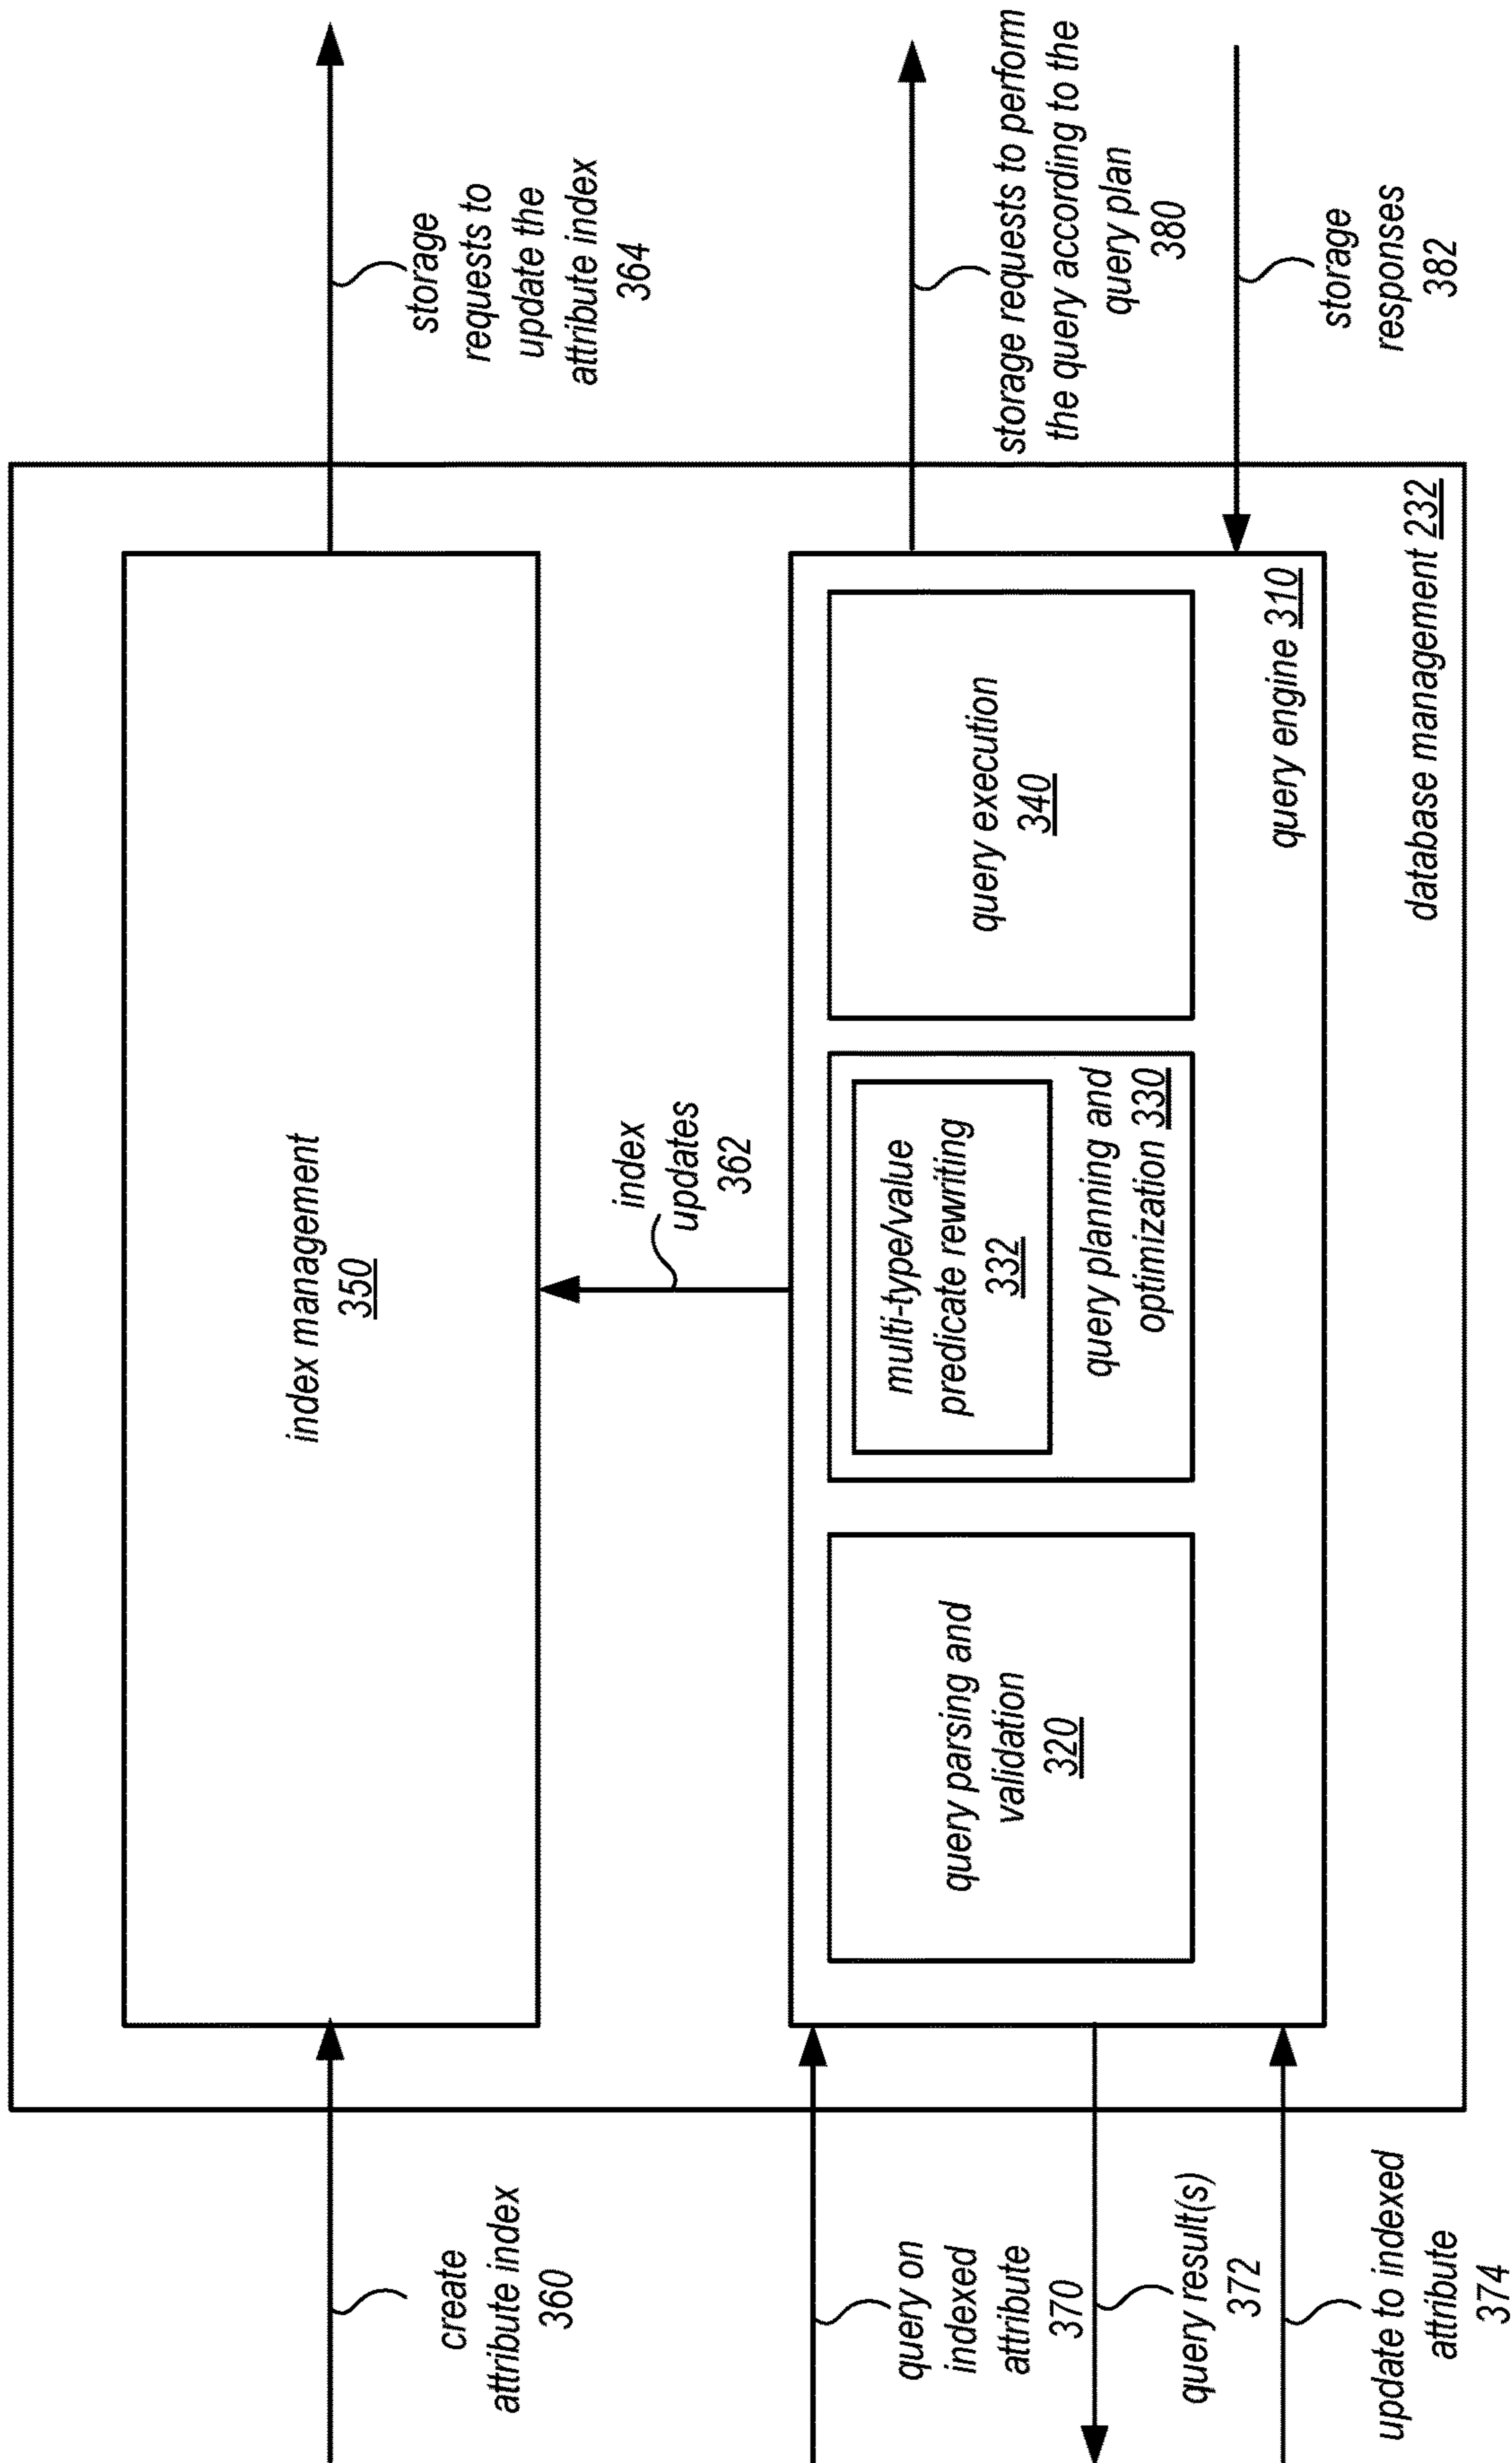 create
attribute index
360
index management
350
storage
requests to
update the
attribute index
364
index
updates
362
query on
indexed
attribute
370
query result(s)
372
update to indexed
attribute
374
query parsing and
validation
320
multi-type/value
predicate rewriting
332
query planning and
optimization 330
query execution
340
query engine 310
database management 232
storage requests to perform
the query according to the
query plan
380
storage
responses
382